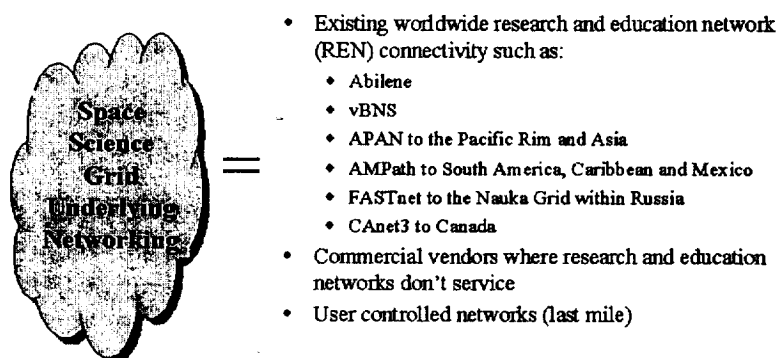 Space
Science
Grid
Underlying
Networking
=
• Existing worldwide research and education network
(REN) connectivity such as:
• Abilene
• vBNS
• APAN to the Pacific Rim and Asia
• AMPath to South America, Caribbean and Mexico
• FASTnet to the Nauka Grid within Russia
• CAnet3 to Canada
• Commercial vendors where research and education
networks don't service
• User controlled networks (last mile)